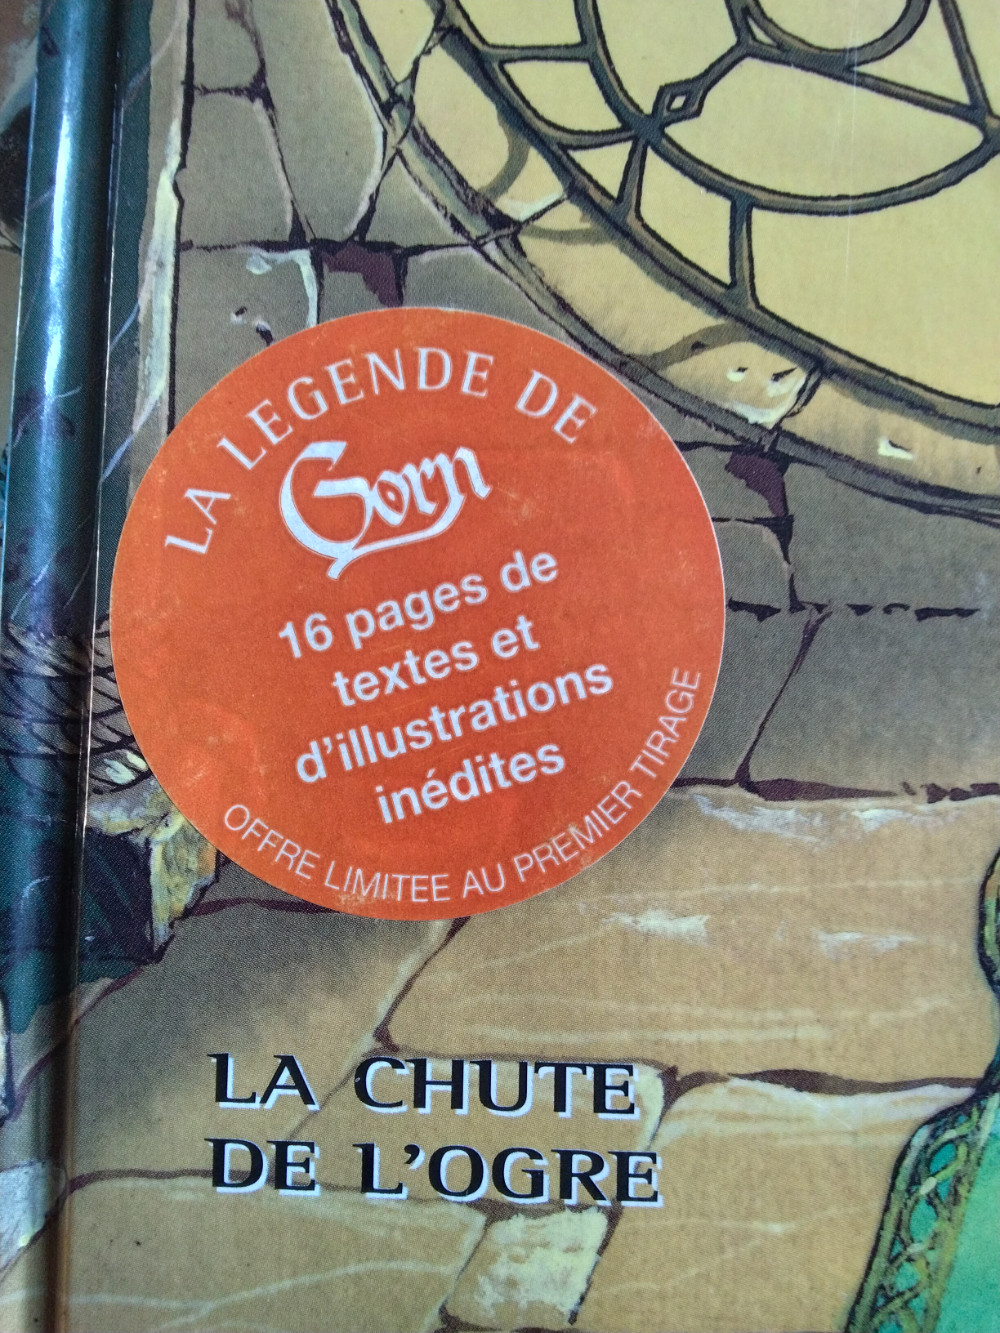 LA LEGENDE DE
Gorn
16 pages de
textes et
d'illustrations
inédites
OFFRE LIMITEE AU PREMIER TIRAGE
LA CHUTE
DE L'OGRE